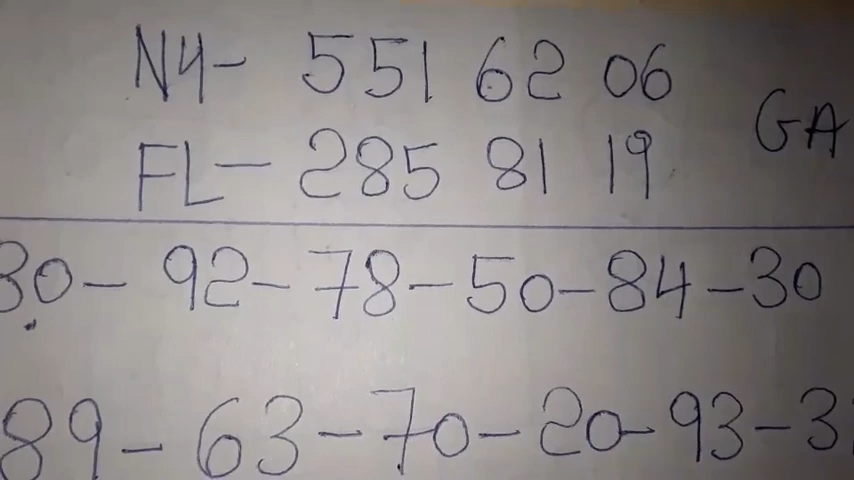 NY- 551 62 06
GA
FL- 285 81 19
30- 92- 78- 50- 84- 30
89- 63- 70- 20- 93- 3